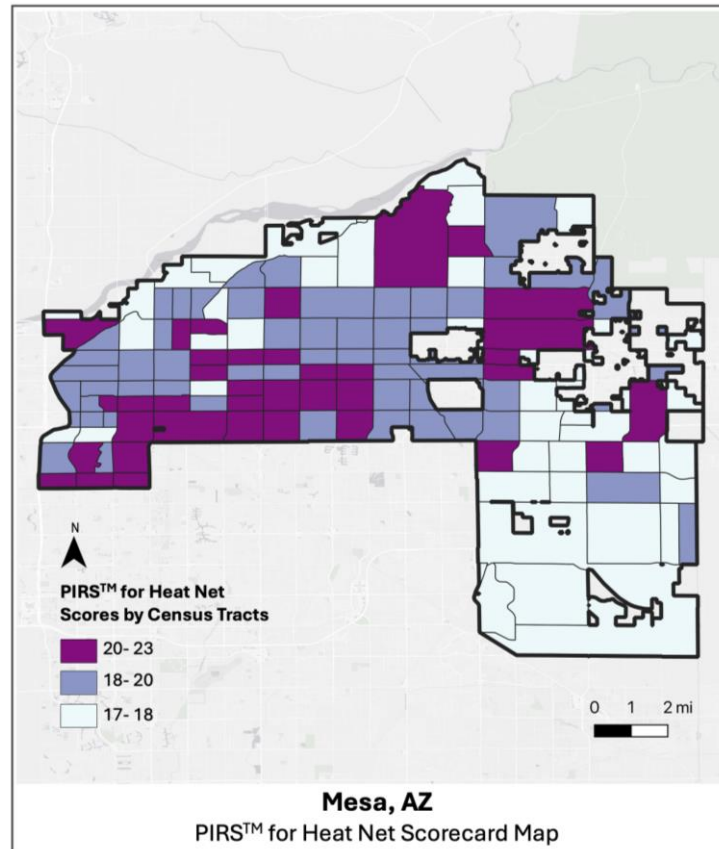 N
PIRS™ for Heat Net
Scores by Census Tracts
20- 23
18- 20
17- 18
0 1 2 mi
Mesa, AZ
PIRS™ for Heat Net Scorecard Map